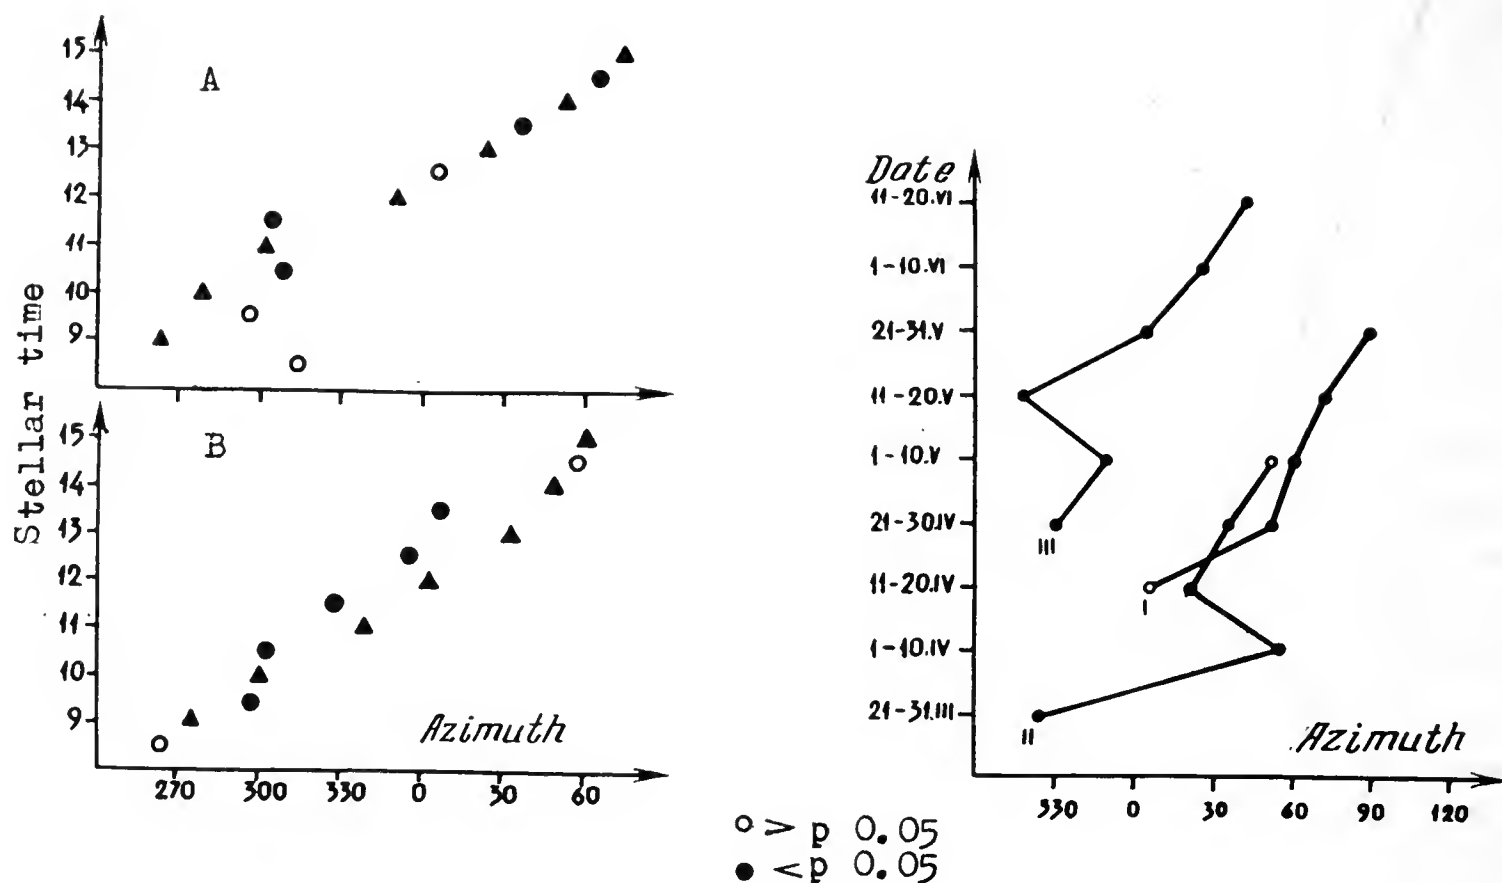 A
15
14
13
12
11
10
9
Stellar time
B
15
14
13
12
11
10
9
Azimuth
270 300 330 0 30 60
Date
11-20.VI
1-10.VI
21-31.V
11-20.V
1-10.V
21-30.IV
11-20.IV
1-10.IV
21-31.III
III
I
II
Azimuth
330 0 30 60 90 120
> p 0.05
< p 0.05